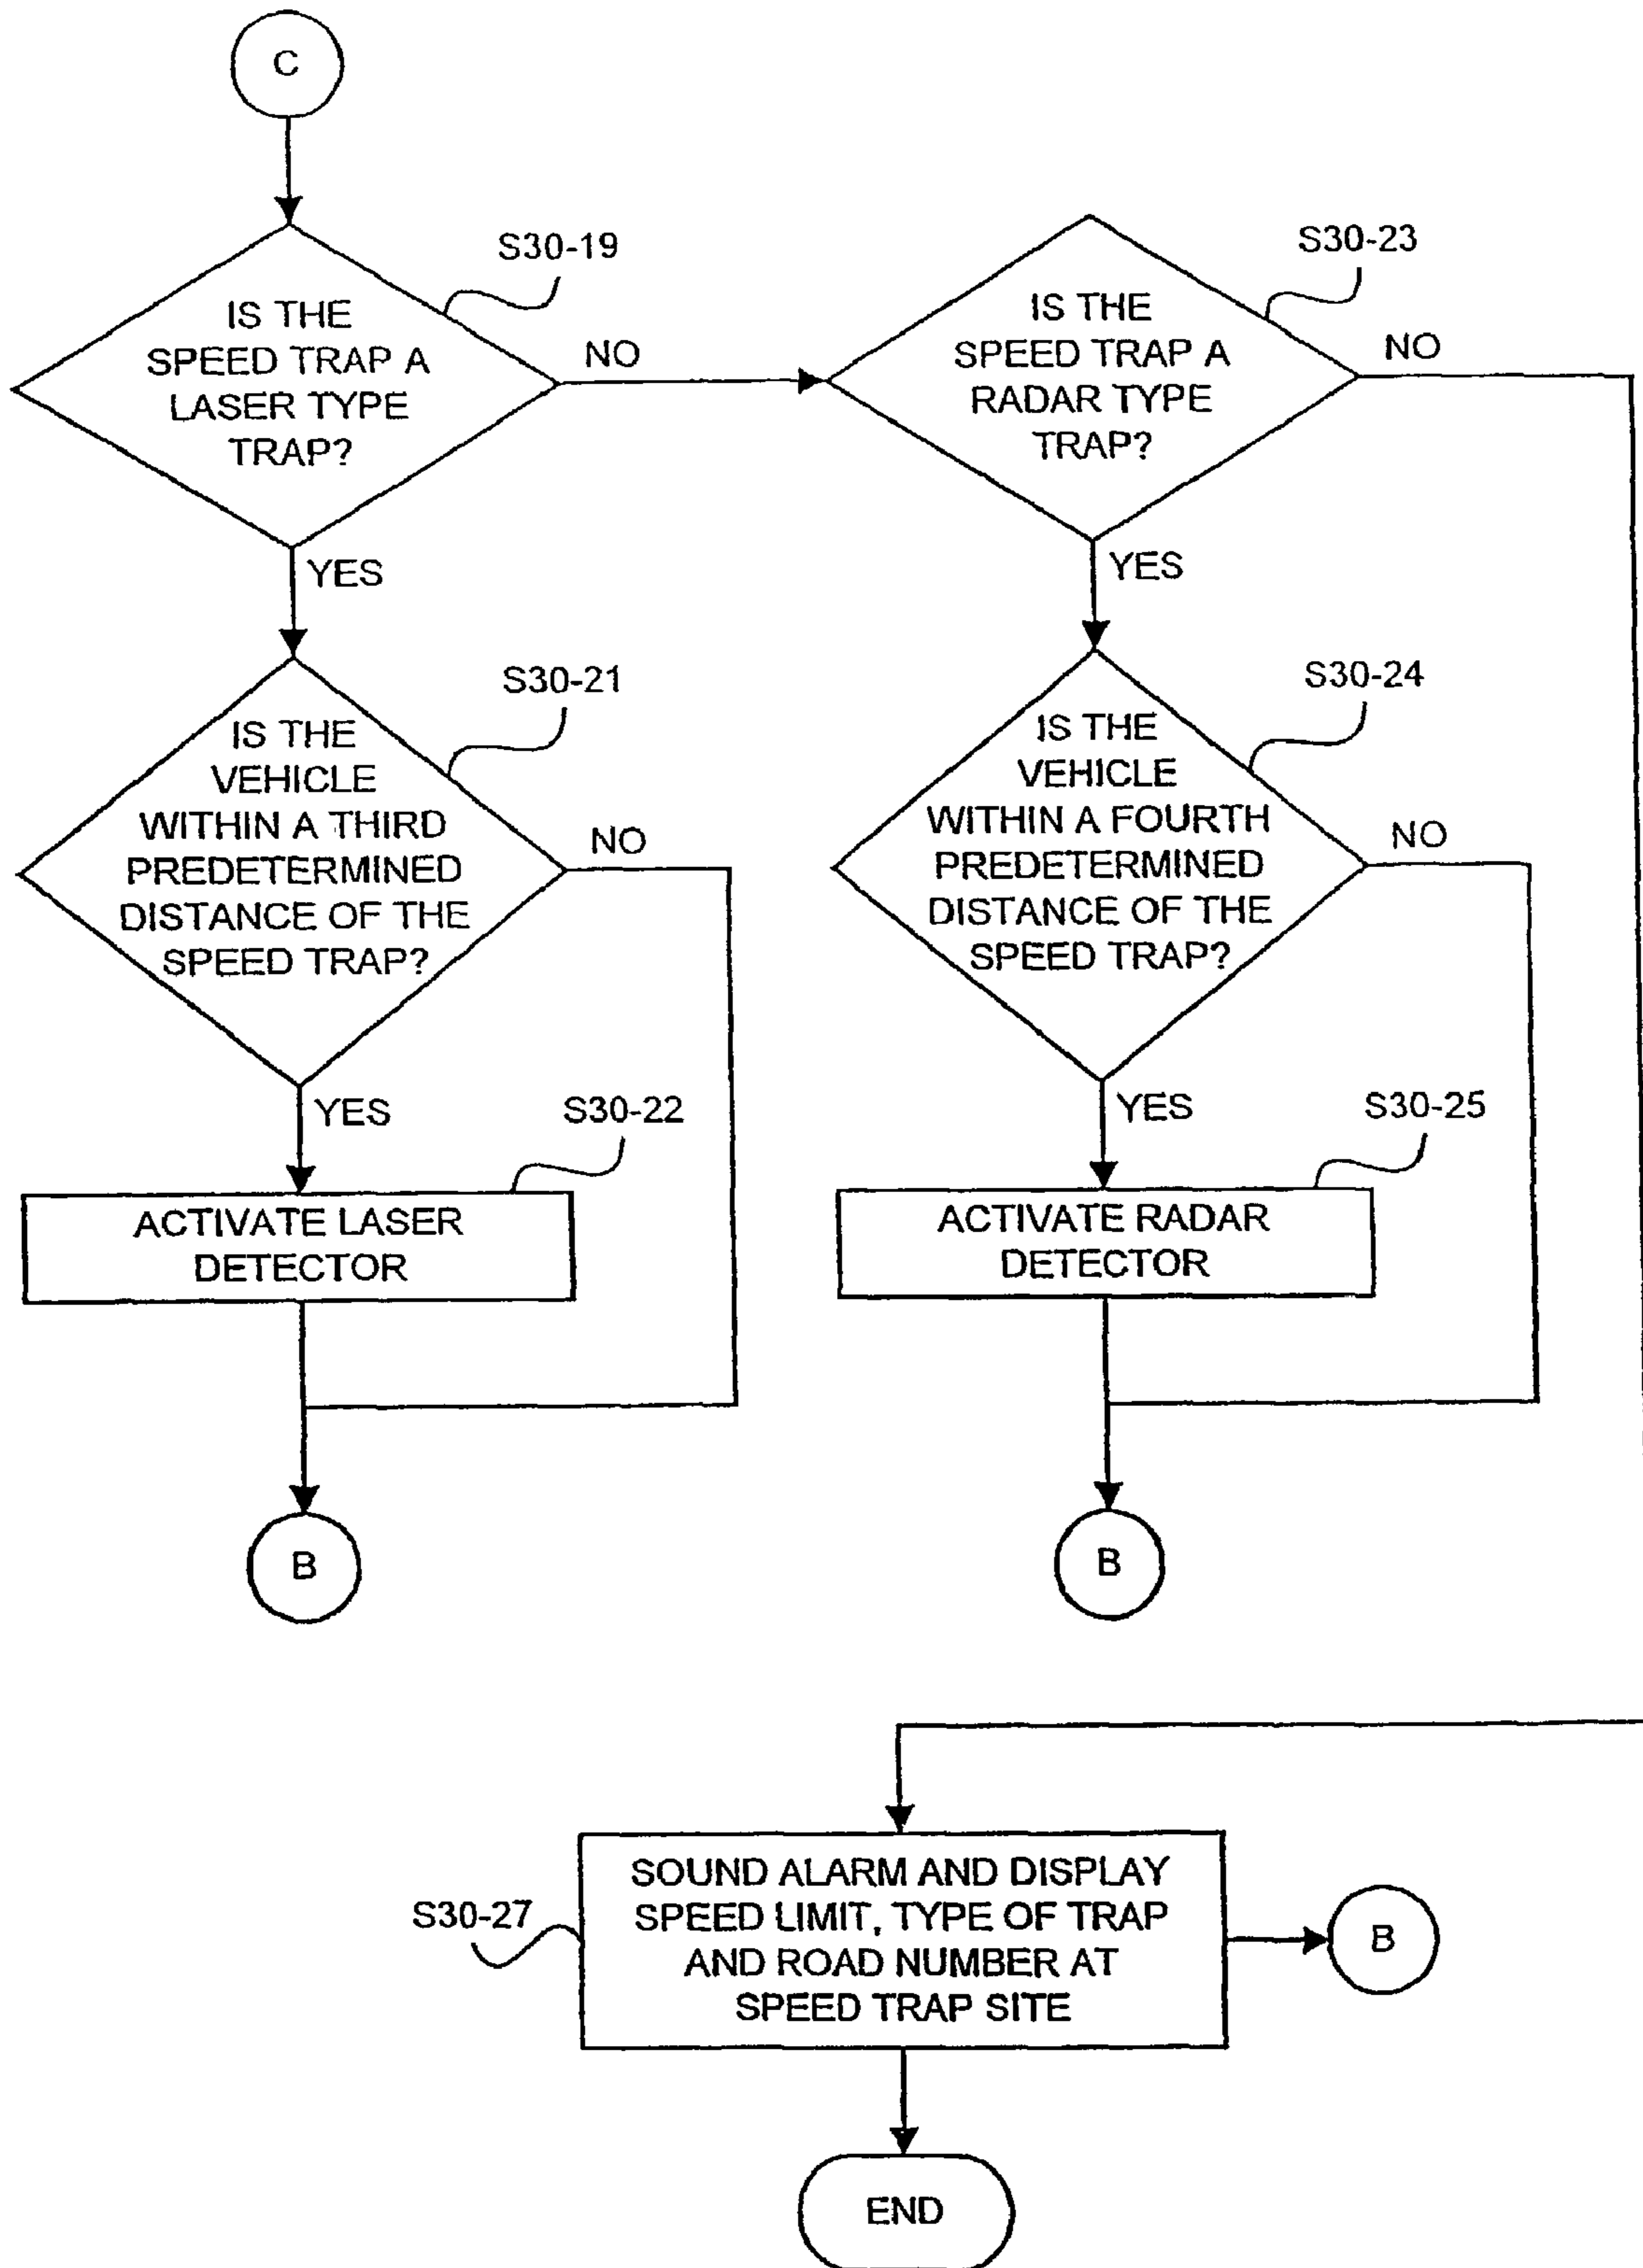 C
S30-19
IS THE
SPEED TRAP A
LASER TYPE
TRAP?
NO
YES
S30-23
IS THE
SPEED TRAP A
RADAR TYPE
TRAP?
NO
YES
S30-21
IS THE
VEHICLE
WITHIN A THIRD
PREDETERMINED
DISTANCE OF THE
SPEED TRAP?
NO
YES
S30-24
IS THE
VEHICLE
WITHIN A FOURTH
PREDETERMINED
DISTANCE OF THE
SPEED TRAP?
NO
YES
S30-22
ACTIVATE LASER
DETECTOR
S30-25
ACTIVATE RADAR
DETECTOR
B
B
S30-27
SOUND ALARM AND DISPLAY
SPEED LIMIT, TYPE OF TRAP
AND ROAD NUMBER AT
SPEED TRAP SITE
B
END